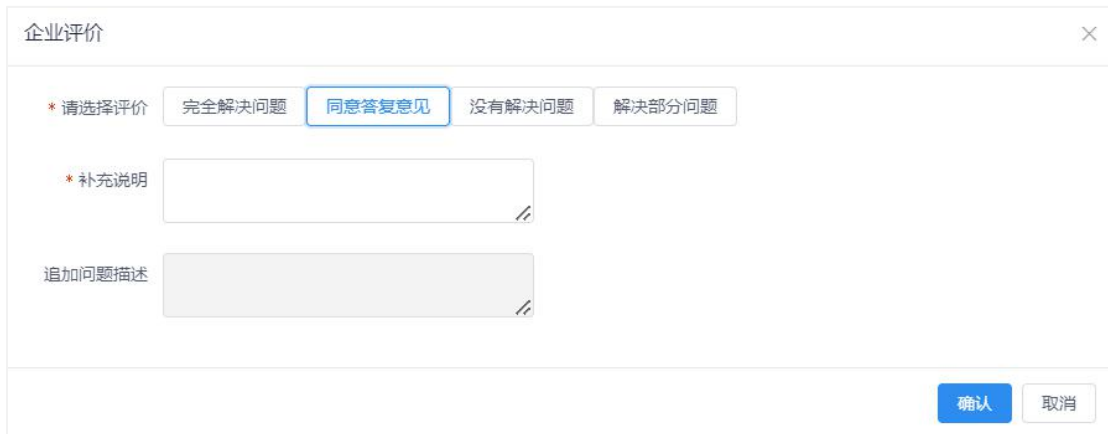 企业评价
* 请选择评价 完全解决问题 同意答复意见 没有解决问题 解决部分问题
* 补充说明
追加问题描述
确认 取消